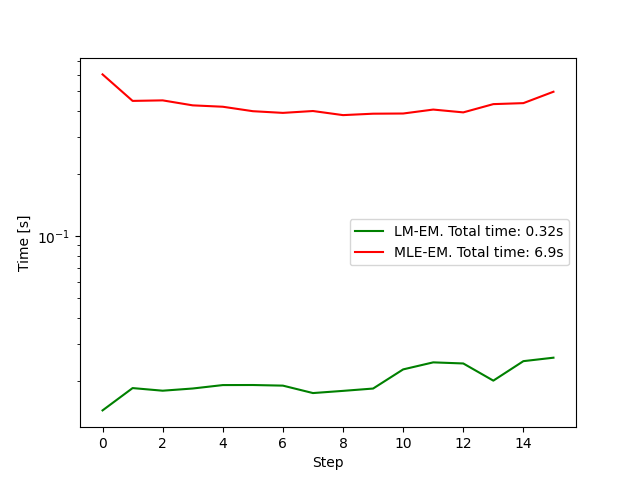 Time [s]
10⁻¹
LM-EM. Total time: 0.32s
MLE-EM. Total time: 6.9s
0 2 4 6 8 10 12 14
Step